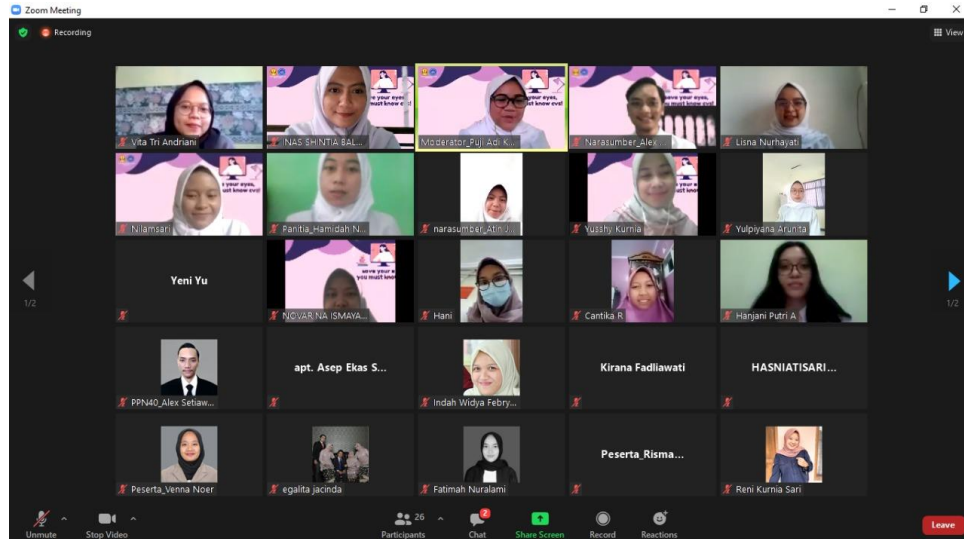 Zoom Meeting
Recording
View
Vita Tri Andriani
INAS SHINTIA BAL...
Moderator_Puji Adi K...
Narasumber_Alex ...
Lisna Nurhayati
Nilamsari
Panitia_Hamidah N...
narasumber_Atin J...
Yusshy Kurnia
Yulpiyana Arunita
Yeni Yu
NOVARINA ISMAYA...
Hani
Cantika R
Hanjani Putri A
1/2
1/2
PPN40_Alex Setiaw...
apt. Asep Ekas S...
Indah Widya Febry...
Kirana Fadliawati
HASNIATISARI...
Peserta_Venna Noer
egalita jacinda
Fatimah Nuralami
Peserta_Risma...
Reni Kurnia Sari
Unmute
Stop Video
26
Participants
2
Chat
Share Screen
Record
Reactions
Leave